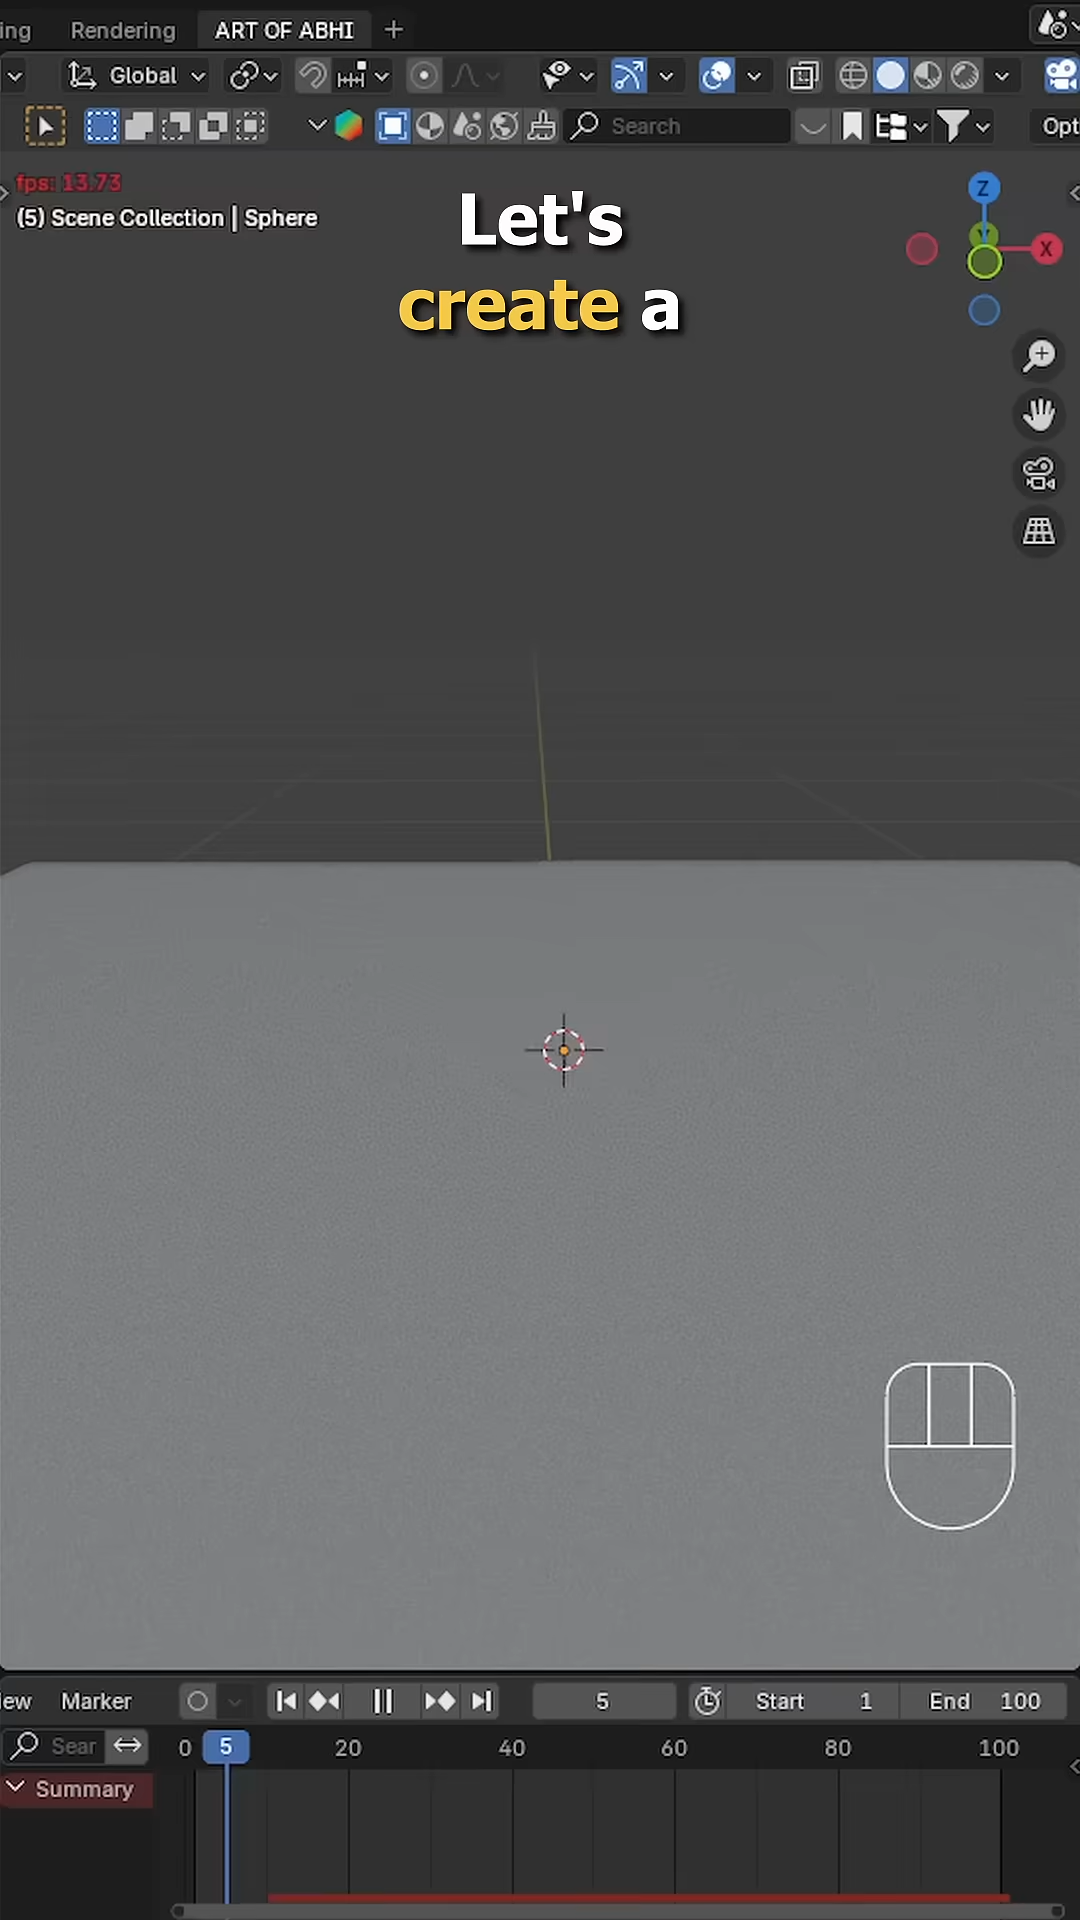 ing Rendering ART OF ABHI +
Global
Search Opt
fps: 13.73
(5) Scene Collection | Sphere
Let's
create a
Z
Y
X
iew Marker 5 Start 1 End 100
Sear 0 5 20 40 60 80 100
Summary